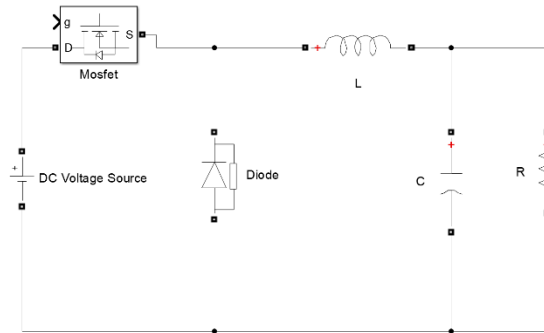 g
D
S
Mosfet
+
L
+
DC Voltage Source
Diode
+
C
R